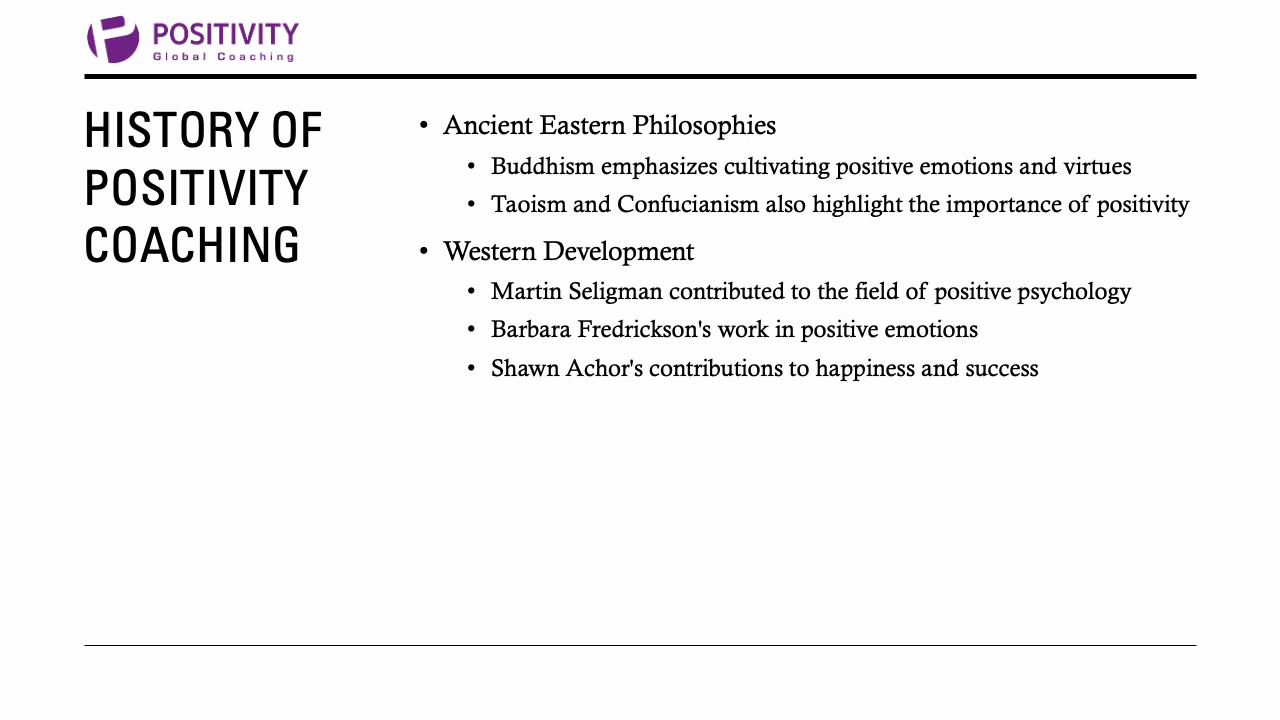 POSITIVITY
Global Coaching
HISTORY OF
POSITIVITY
COACHING
• Ancient Eastern Philosophies
• Buddhism emphasizes cultivating positive emotions and virtues
• Taoism and Confucianism also highlight the importance of positivity
• Western Development
• Martin Seligman contributed to the field of positive psychology
• Barbara Fredrickson's work in positive emotions
• Shawn Achor's contributions to happiness and success